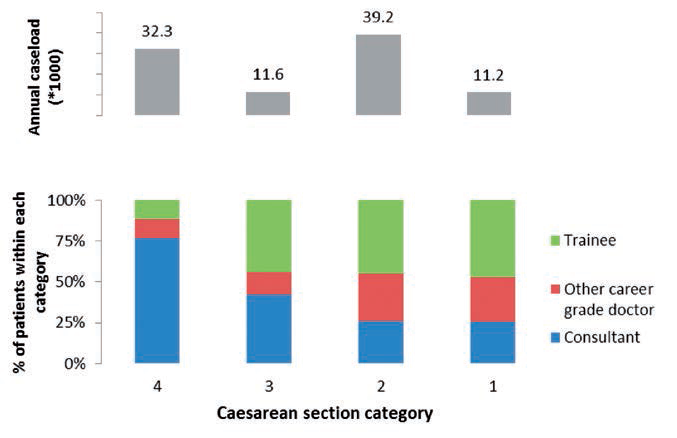 Annual caseload
(*1000)
32.3
11.6
39.2
11.2
% of patients within each
category
100%
75%
50%
25%
0%
4
3
2
1
Caesarean section category
Trainee
Other career
grade doctor
Consultant